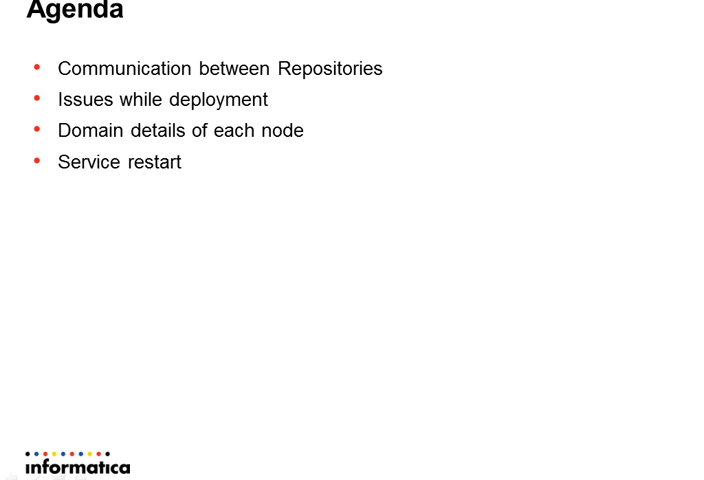 Agenda
• Communication between Repositories
• Issues while deployment
• Domain details of each node
• Service restart
informatica